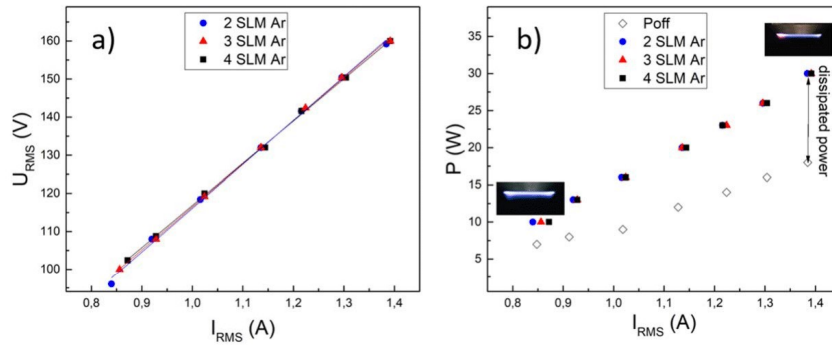 a)
2 SLM Ar
3 SLM Ar
4 SLM Ar
160
150
140
130
120
110
100
U_RMS (V)
0,8 0,9 1,0 1,1 1,2 1,3 1,4
I_RMS (A)
b)
Poff
2 SLM Ar
3 SLM Ar
4 SLM Ar
35
30
25
20
15
10
5
P (W)
dissipated power
0,8 0,9 1,0 1,1 1,2 1,3 1,4
I_RMS (A)